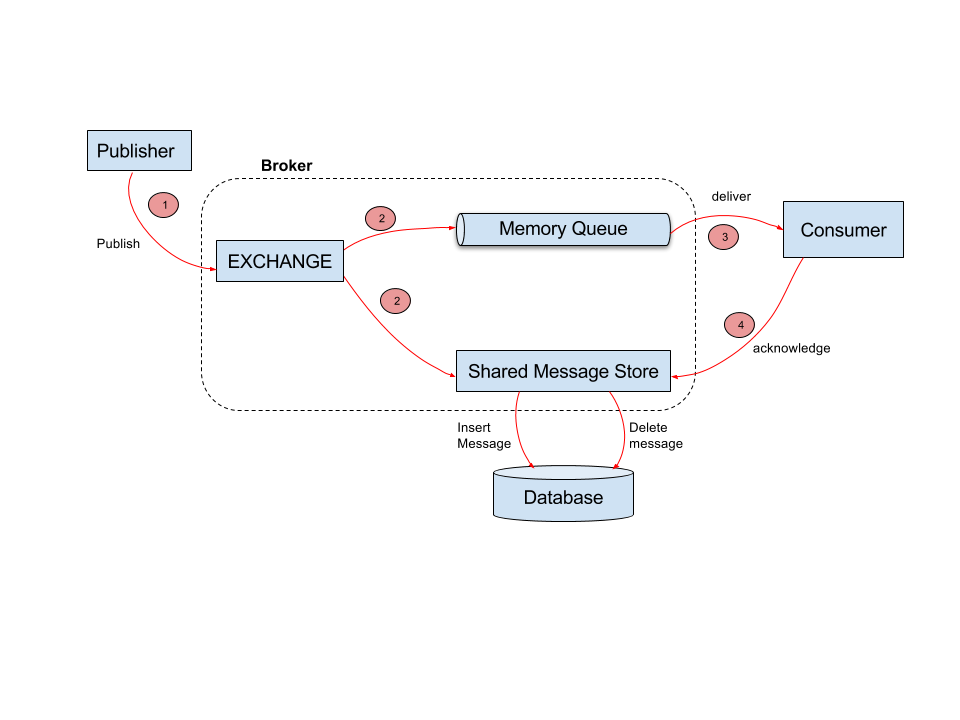 Publisher
Broker
1
Publish
EXCHANGE
2
2
Memory Queue
deliver
3
Consumer
4
acknowledge
Shared Message Store
Insert
Message
Delete
message
Database